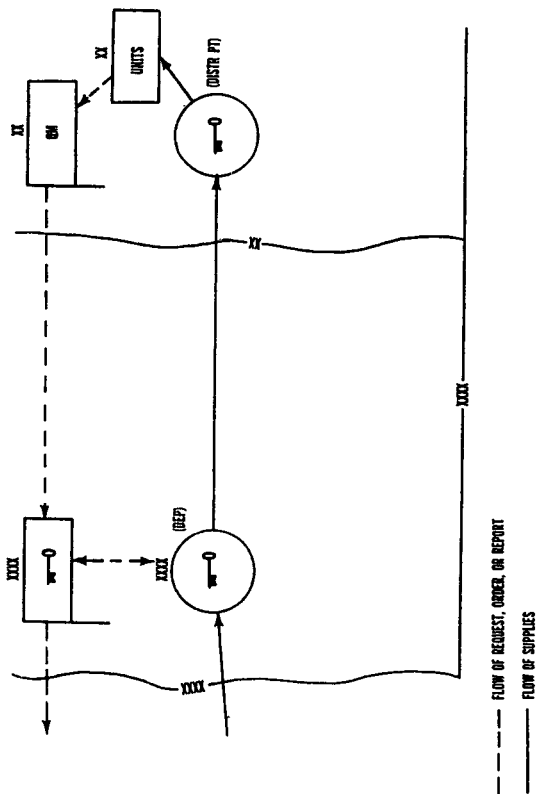 XXXX
XX
QM
XX
UNITS
XXXX
(DEP)
XXXX
(DISTR PT)
XX
XXXX
FLOW OF REQUEST, ORDER, OR REPORT
FLOW OF SUPPLIES